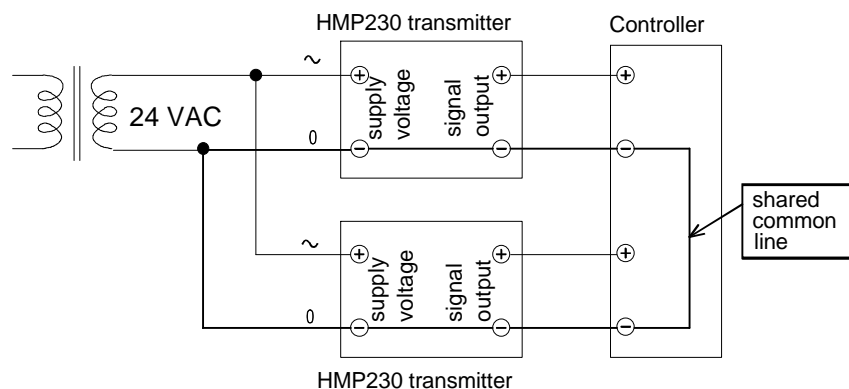 HMP230 transmitter
Controller
~
+
+
+
supply
voltage
signal
output
24 VAC
0
−
−
−
shared
common
line
~
+
+
+
supply
voltage
signal
output
0
−
−
−
HMP230 transmitter